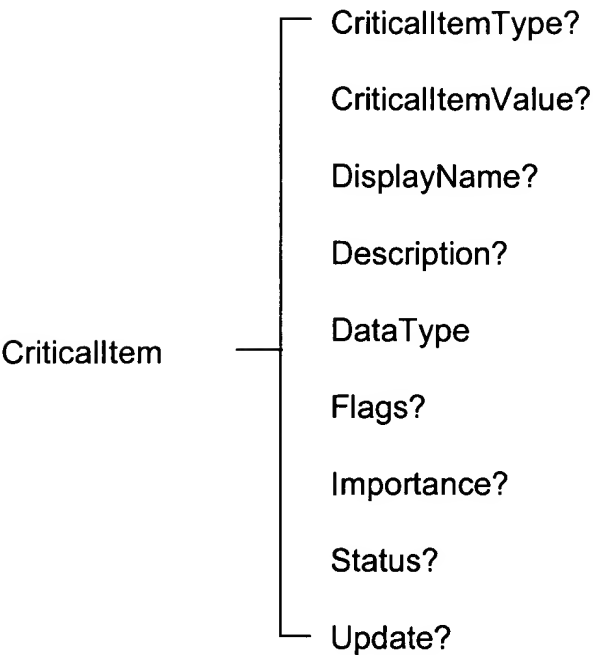 CriticalItemType?
CriticalItemValue?
DisplayName?
Description?
DataType
CriticalItem
Flags?
Importance?
Status?
Update?